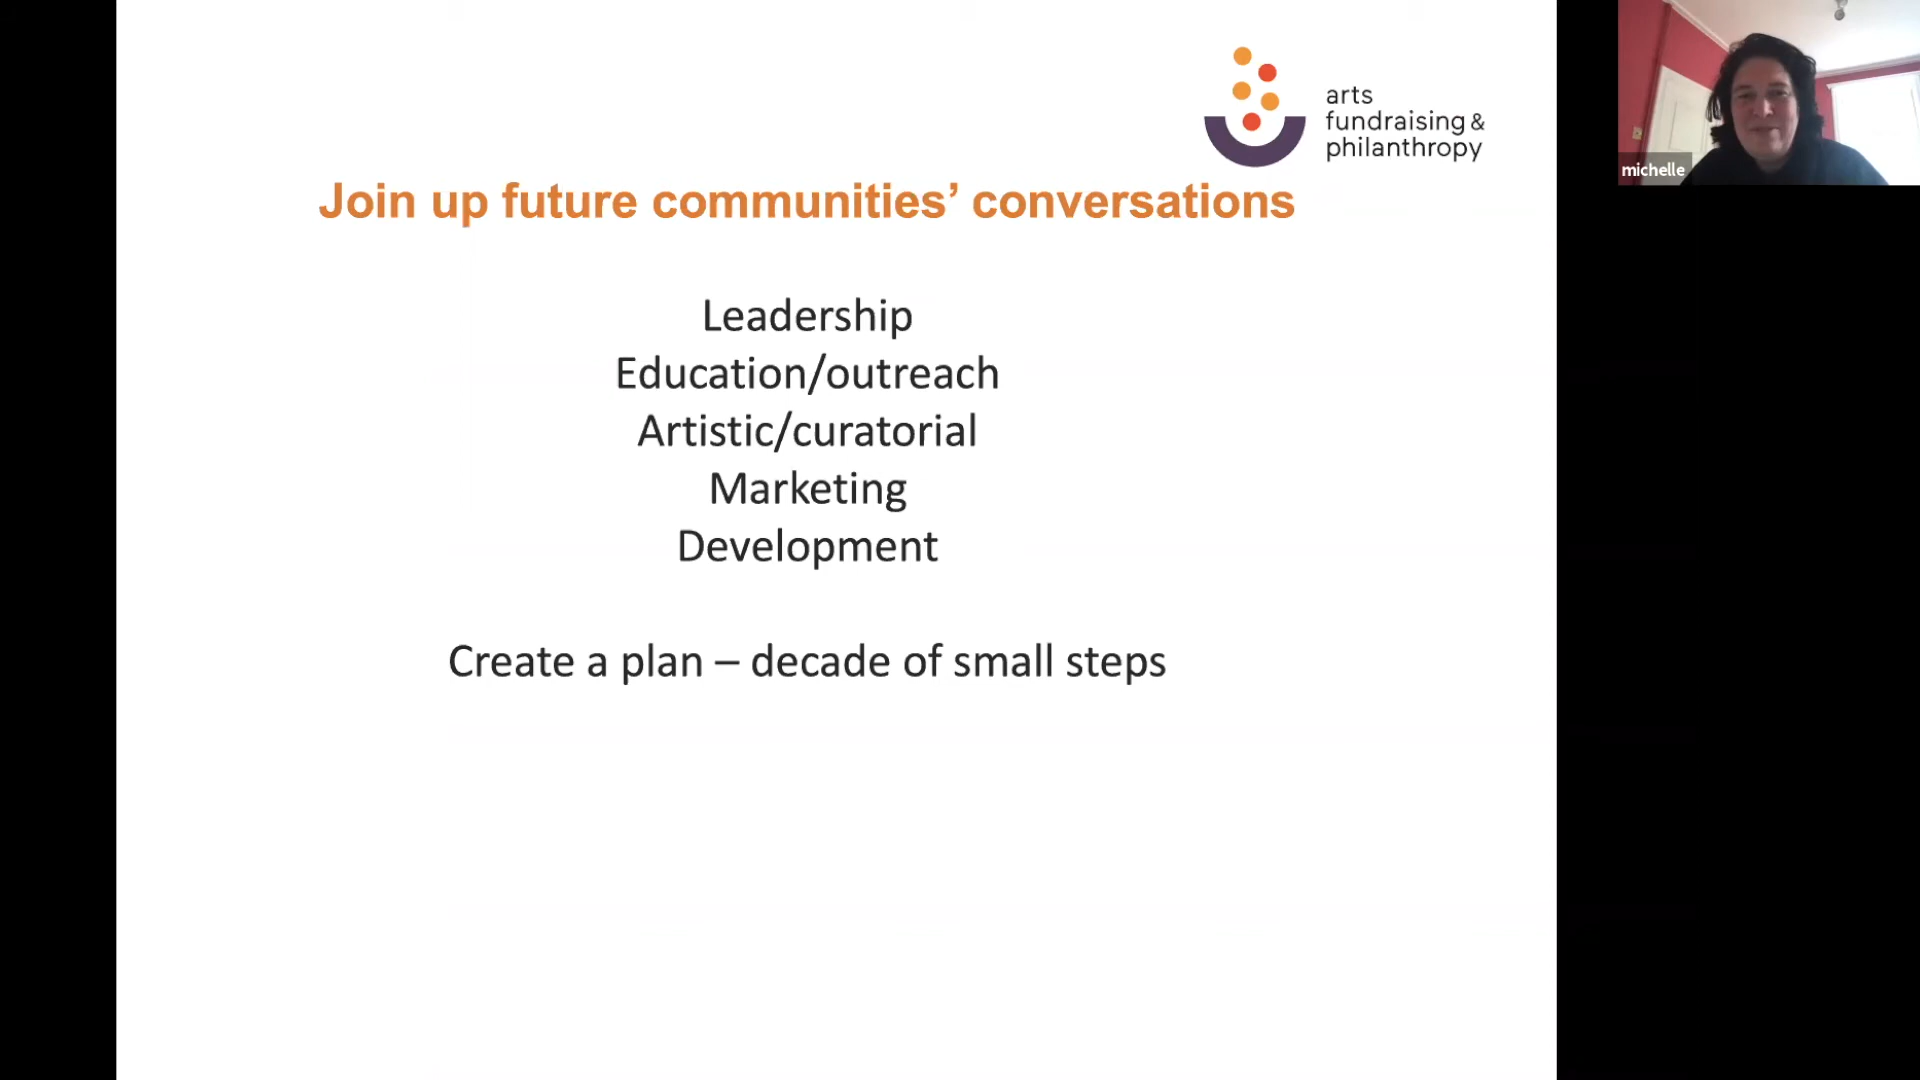 arts
fundraising &
philanthropy
michelle
Join up future communities’ conversations
Leadership
Education/outreach
Artistic/curatorial
Marketing
Development
Create a plan – decade of small steps